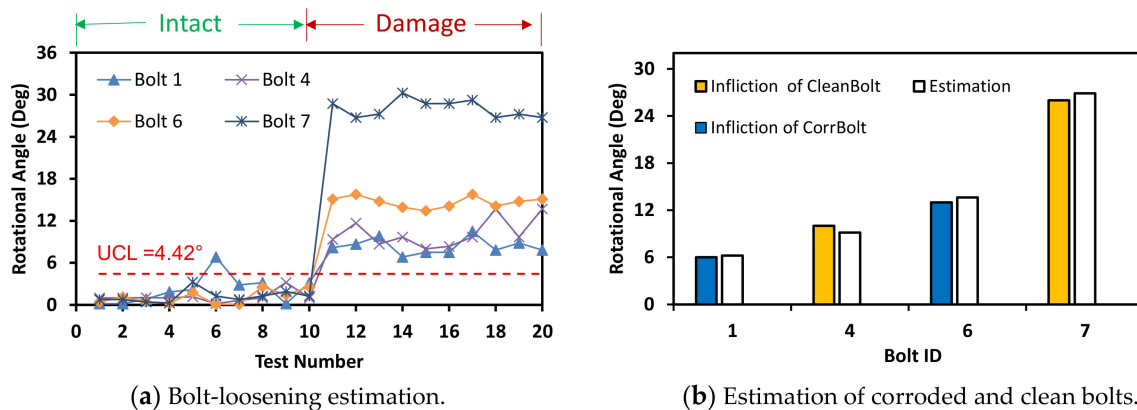 Intact
Damage
36
30
24
18
12
6
0
Rotational Angle (Deg)
Bolt 1
Bolt 4
Bolt 6
Bolt 7
UCL =4.42°
0 2 4 6 8 10 12 14 16 18 20
Test Number
(a) Bolt-loosening estimation.
30
24
18
12
6
0
Rotational Angle (Deg)
Infliction of CleanBolt
Estimation
Infliction of CorrBolt
1 4 6 7
Bolt ID
(b) Estimation of corroded and clean bolts.